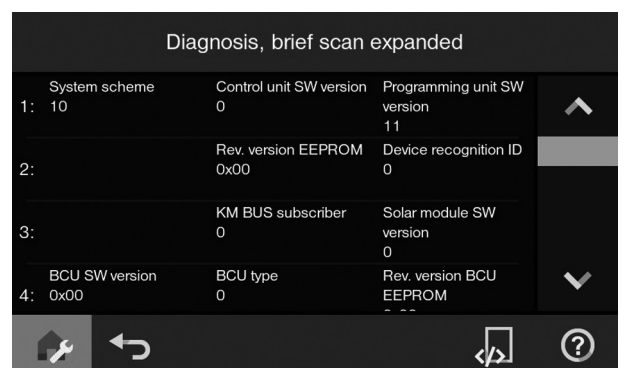 Diagnosis, brief scan expanded
System scheme
Control unit SW version
Programming unit SW
1: 10
0
version
11
Rev. version EEPROM
Device recognition ID
2:
0x00
0
KM BUS subscriber
Solar module SW
3:
0
version
0
BCU SW version
BCU type
Rev. version BCU
4: 0x00
0
EEPROM